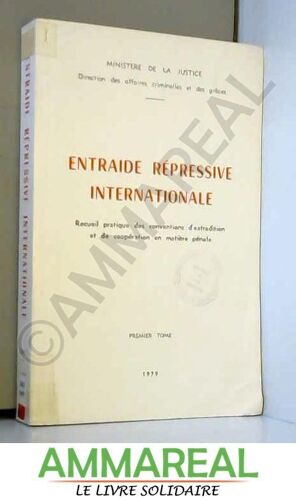 MINISTERE DE LA JUSTICE
Direction des affaires criminelles et des grâces
ENTRAIDE RÉPRESSIVE
INTERNATIONALE
Recueil pratique des conventions d'extradition
et de coopération en matière pénale
PREMIER TOME
1979
ENTRAIDE RÉPRESSIVE INTERNATIONALE
©AMMAREAL
AMMAREAL
LE LIVRE SOLIDAIRE